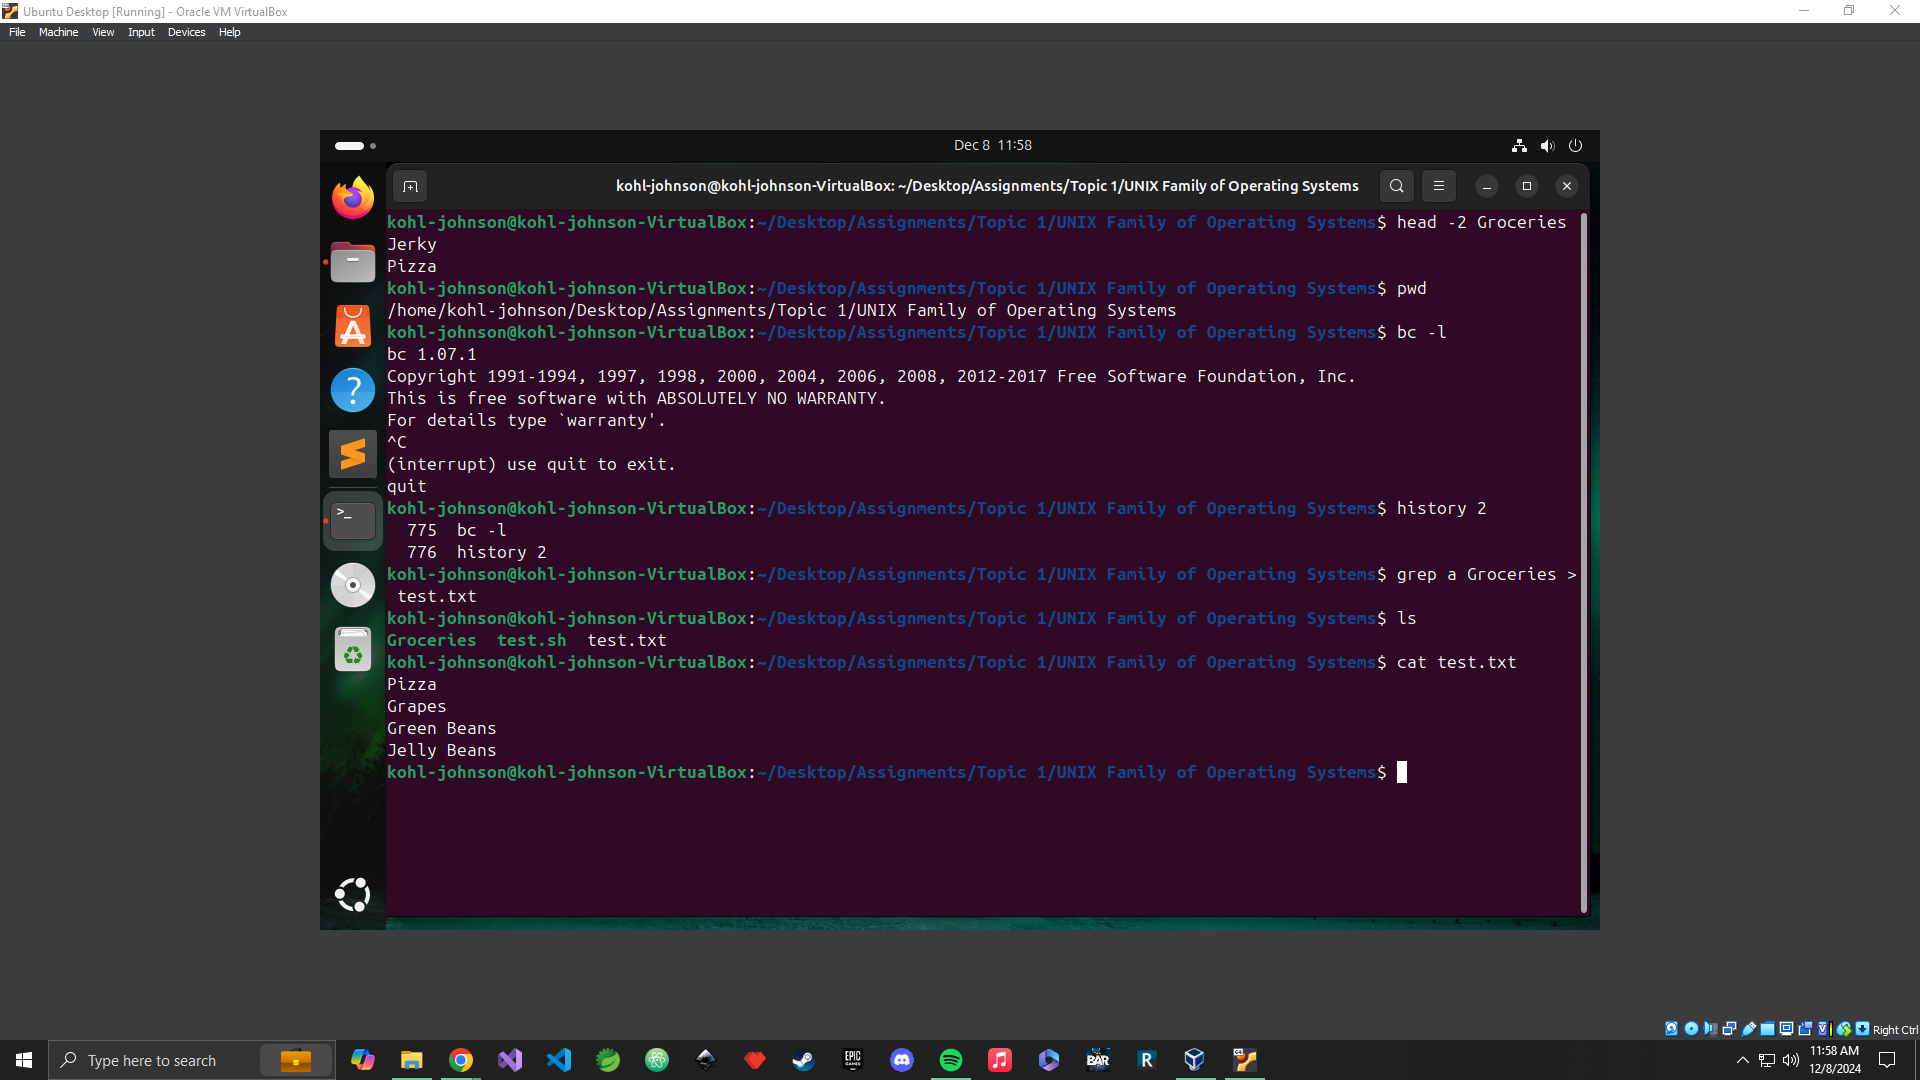 Ubuntu Desktop [Running] - Oracle VM VirtualBox
File Machine View Input Devices Help
Dec 8 11:58
kohl-johnson@kohl-johnson-VirtualBox: ~/Desktop/Assignments/Topic 1/UNIX Family of Operating Systems
kohl-johnson@kohl-johnson-VirtualBox:~/Desktop/Assignments/Topic 1/UNIX Family of Operating Systems$ head -2 Groceries
Jerky
Pizza
kohl-johnson@kohl-johnson-VirtualBox:~/Desktop/Assignments/Topic 1/UNIX Family of Operating Systems$ pwd
/home/kohl-johnson/Desktop/Assignments/Topic 1/UNIX Family of Operating Systems
kohl-johnson@kohl-johnson-VirtualBox:~/Desktop/Assignments/Topic 1/UNIX Family of Operating Systems$ bc -l
bc 1.07.1
Copyright 1991-1994, 1997, 1998, 2000, 2004, 2006, 2008, 2012-2017 Free Software Foundation, Inc.
This is free software with ABSOLUTELY NO WARRANTY.
For details type `warranty'.
^C
(interrupt) use quit to exit.
quit
kohl-johnson@kohl-johnson-VirtualBox:~/Desktop/Assignments/Topic 1/UNIX Family of Operating Systems$ history 2
775 bc -l
776 history 2
kohl-johnson@kohl-johnson-VirtualBox:~/Desktop/Assignments/Topic 1/UNIX Family of Operating Systems$ grep a Groceries >
test.txt
kohl-johnson@kohl-johnson-VirtualBox:~/Desktop/Assignments/Topic 1/UNIX Family of Operating Systems$ ls
Groceries test.sh test.txt
kohl-johnson@kohl-johnson-VirtualBox:~/Desktop/Assignments/Topic 1/UNIX Family of Operating Systems$ cat test.txt
Pizza
Grapes
Green Beans
Jelly Beans
kohl-johnson@kohl-johnson-VirtualBox:~/Desktop/Assignments/Topic 1/UNIX Family of Operating Systems$
Right Ctrl
Type here to search
EPIC GAMES
BAR
R
11:58 AM
12/8/2024